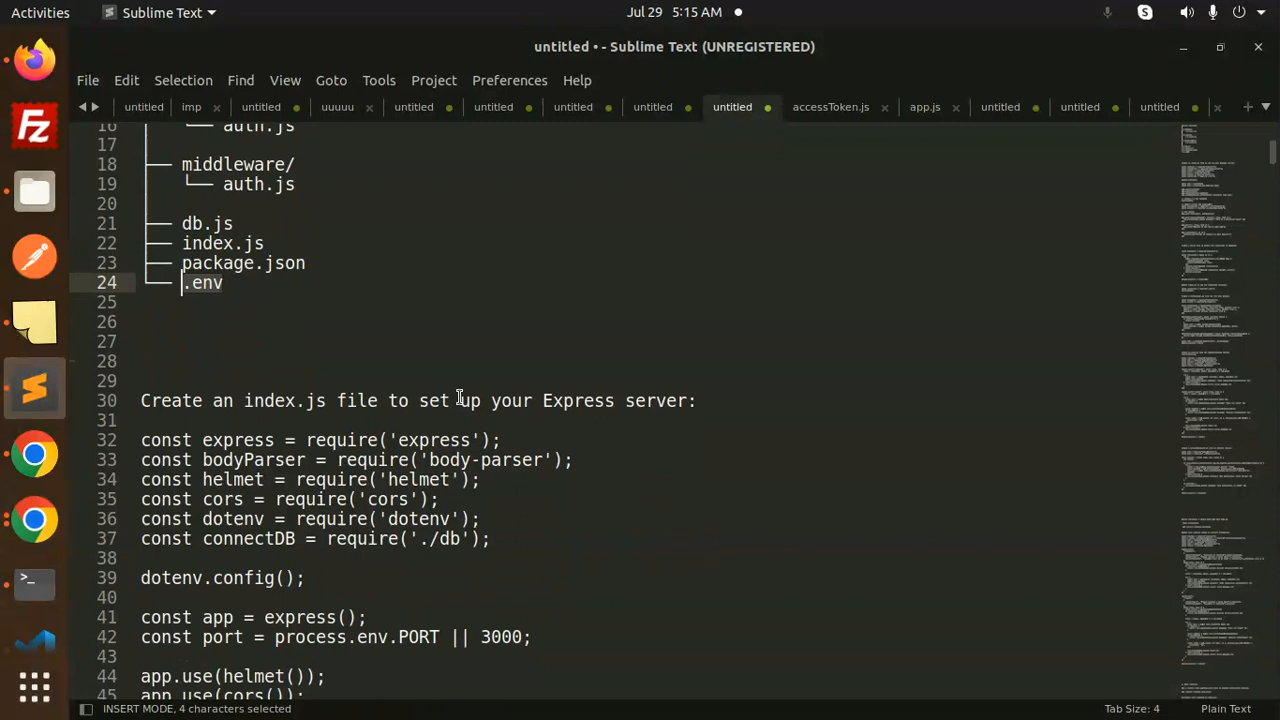 Activities
Sublime Text
Jul 29 5:15 AM
untitled • - Sublime Text (UNREGISTERED)
File Edit Selection Find View Goto Tools Project Preferences Help
untitled imp untitled uuuuu untitled untitled untitled untitled untitled accessToken.js app.js untitled untitled untitled
16 │   └── auth.js
17 │
18 ├── middleware/
19 │   └── auth.js
20 │
21 ├── db.js
22 ├── index.js
23 ├── package.json
24 └── .env
25
26
27
28
29
30 Create an index.js file to set up your Express server:
31
32 const express = require('express');
33 const bodyParser = require('body-parser');
34 const helmet = require('helmet');
35 const cors = require('cors');
36 const dotenv = require('dotenv');
37 const connectDB = require('./db');
38
39 dotenv.config();
40
41 const app = express();
42 const port = process.env.PORT || 3000;
43
44 app.use(helmet());
45 app.use(cors());
INSERT MODE, 4 characters selected
Tab Size: 4
Plain Text